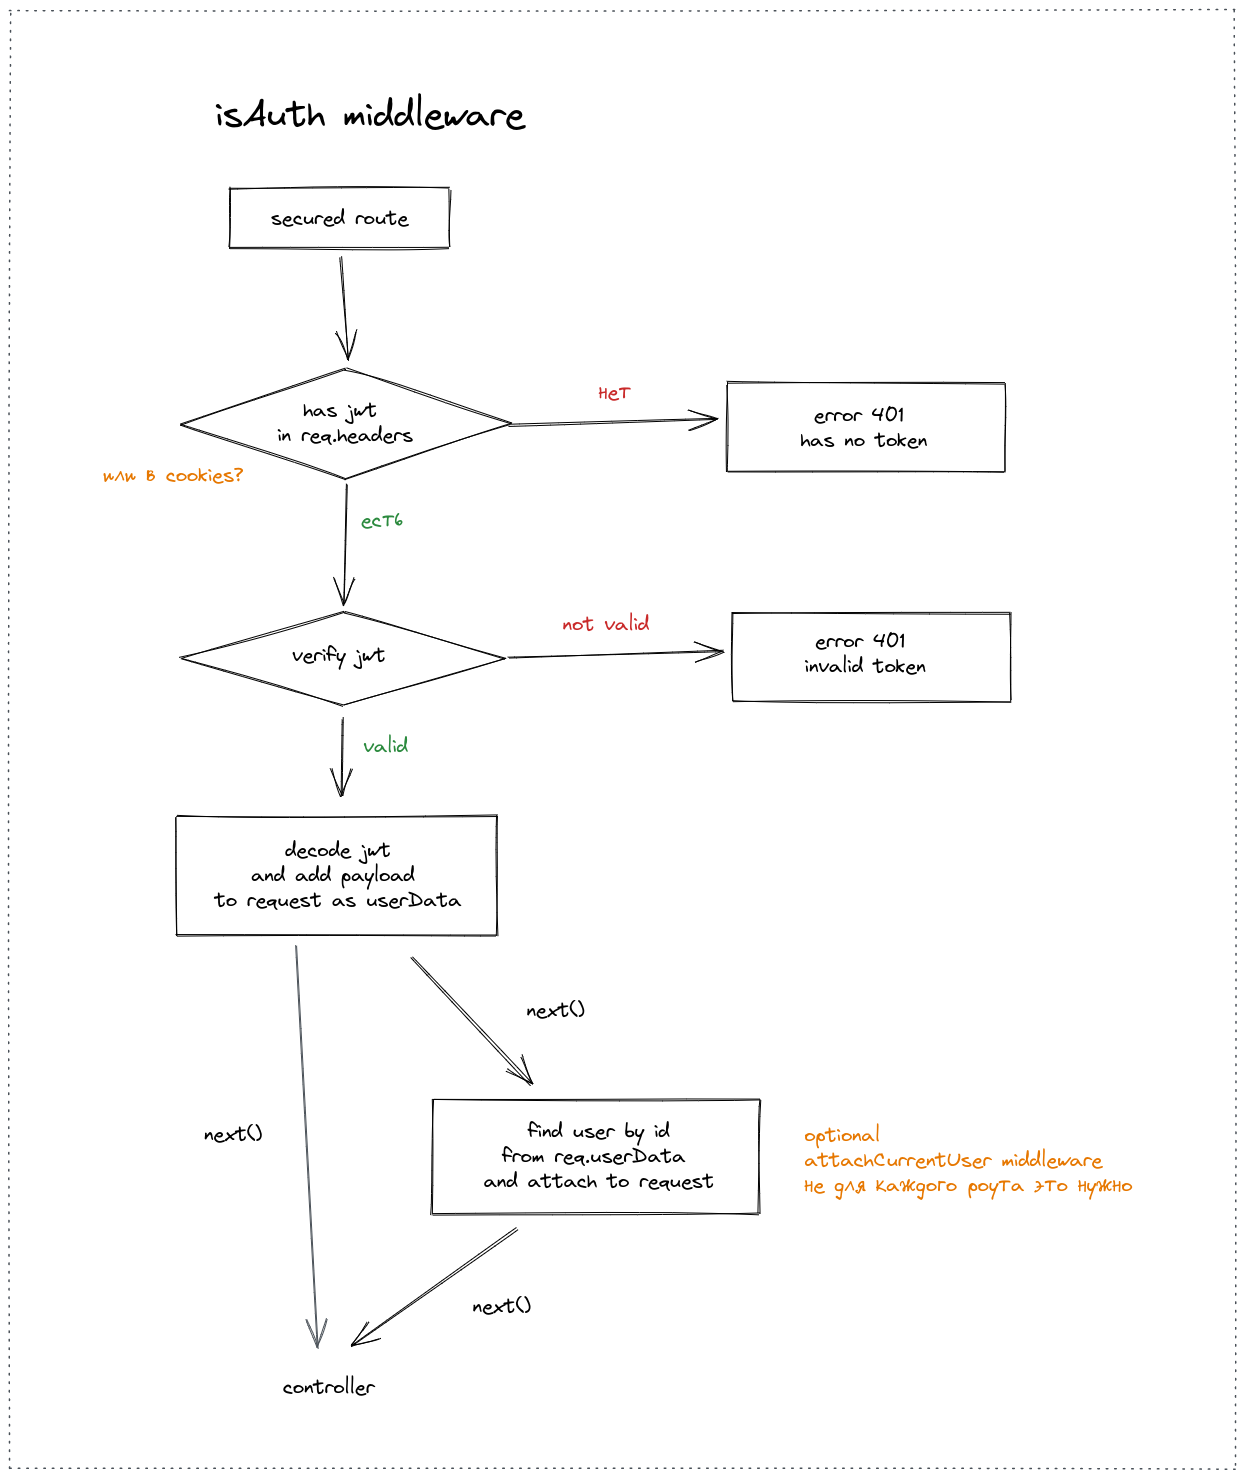 isAuth middleware
secured route
has jwt
in req.headers
нет
error 401
has no token
или в cookies?
есть
verify jwt
not valid
error 401
invalid token
valid
decode jwt
and add payload
to request as userData
next()
next()
find user by id
from req.userData
and attach to request
optional
attachCurrentUser middleware
не для каждого роута это нужно
next()
controller